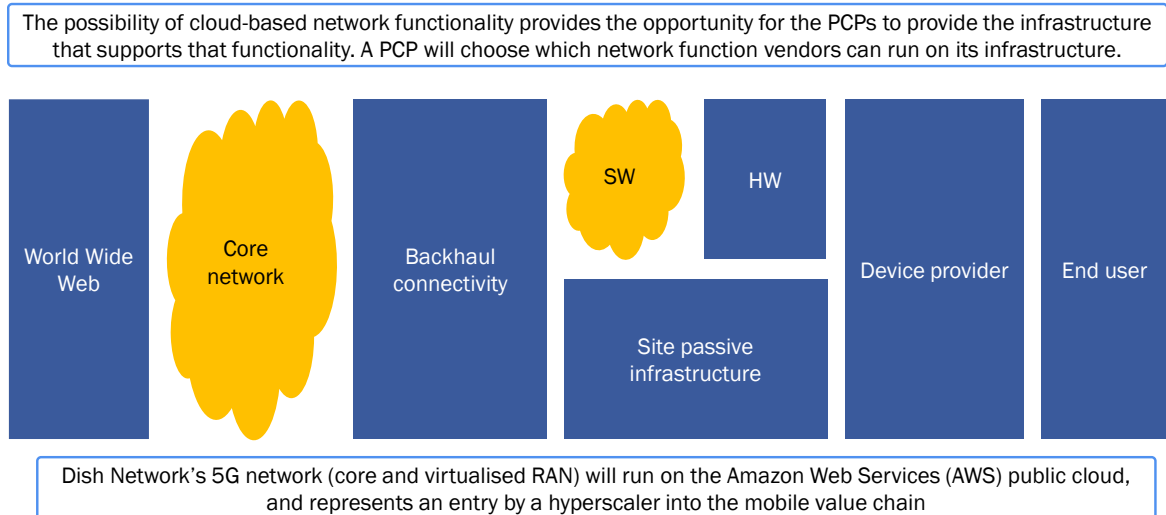 The possibility of cloud-based network functionality provides the opportunity for the PCPs to provide the infrastructure
that supports that functionality. A PCP will choose which network function vendors can run on its infrastructure.
World Wide
Web
Core
network
Backhaul
connectivity
SW
HW
Site passive
infrastructure
Device provider
End user
Dish Network’s 5G network (core and virtualised RAN) will run on the Amazon Web Services (AWS) public cloud,
and represents an entry by a hyperscaler into the mobile value chain